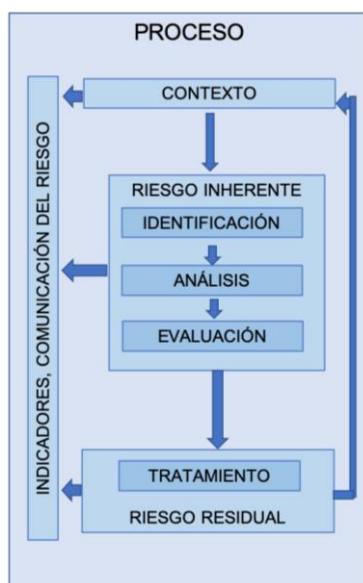 PROCESO
CONTEXTO
INDICADORES, COMUNICACIÓN DEL RIESGO
RIESGO INHERENTE
IDENTIFICACIÓN
ANÁLISIS
EVALUACIÓN
TRATAMIENTO
RIESGO RESIDUAL